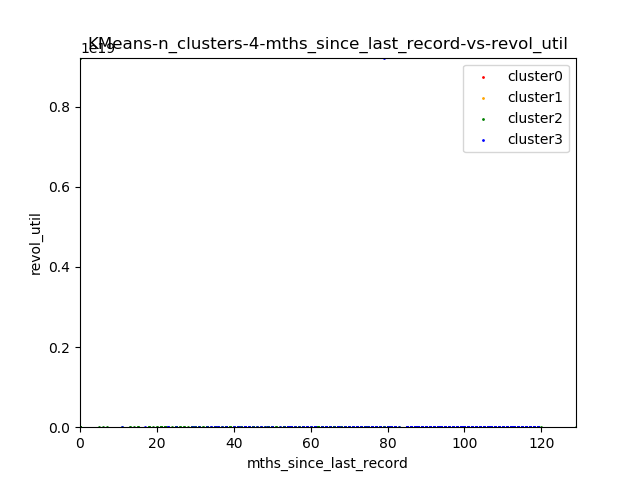 KMeans-n_clusters-4-mths_since_last_record-vs-revol_util
1e19
cluster0
cluster1
cluster2
cluster3
0.8
0.6
0.4
0.2
0.0
revol_util
0 20 40 60 80 100 120
mths_since_last_record